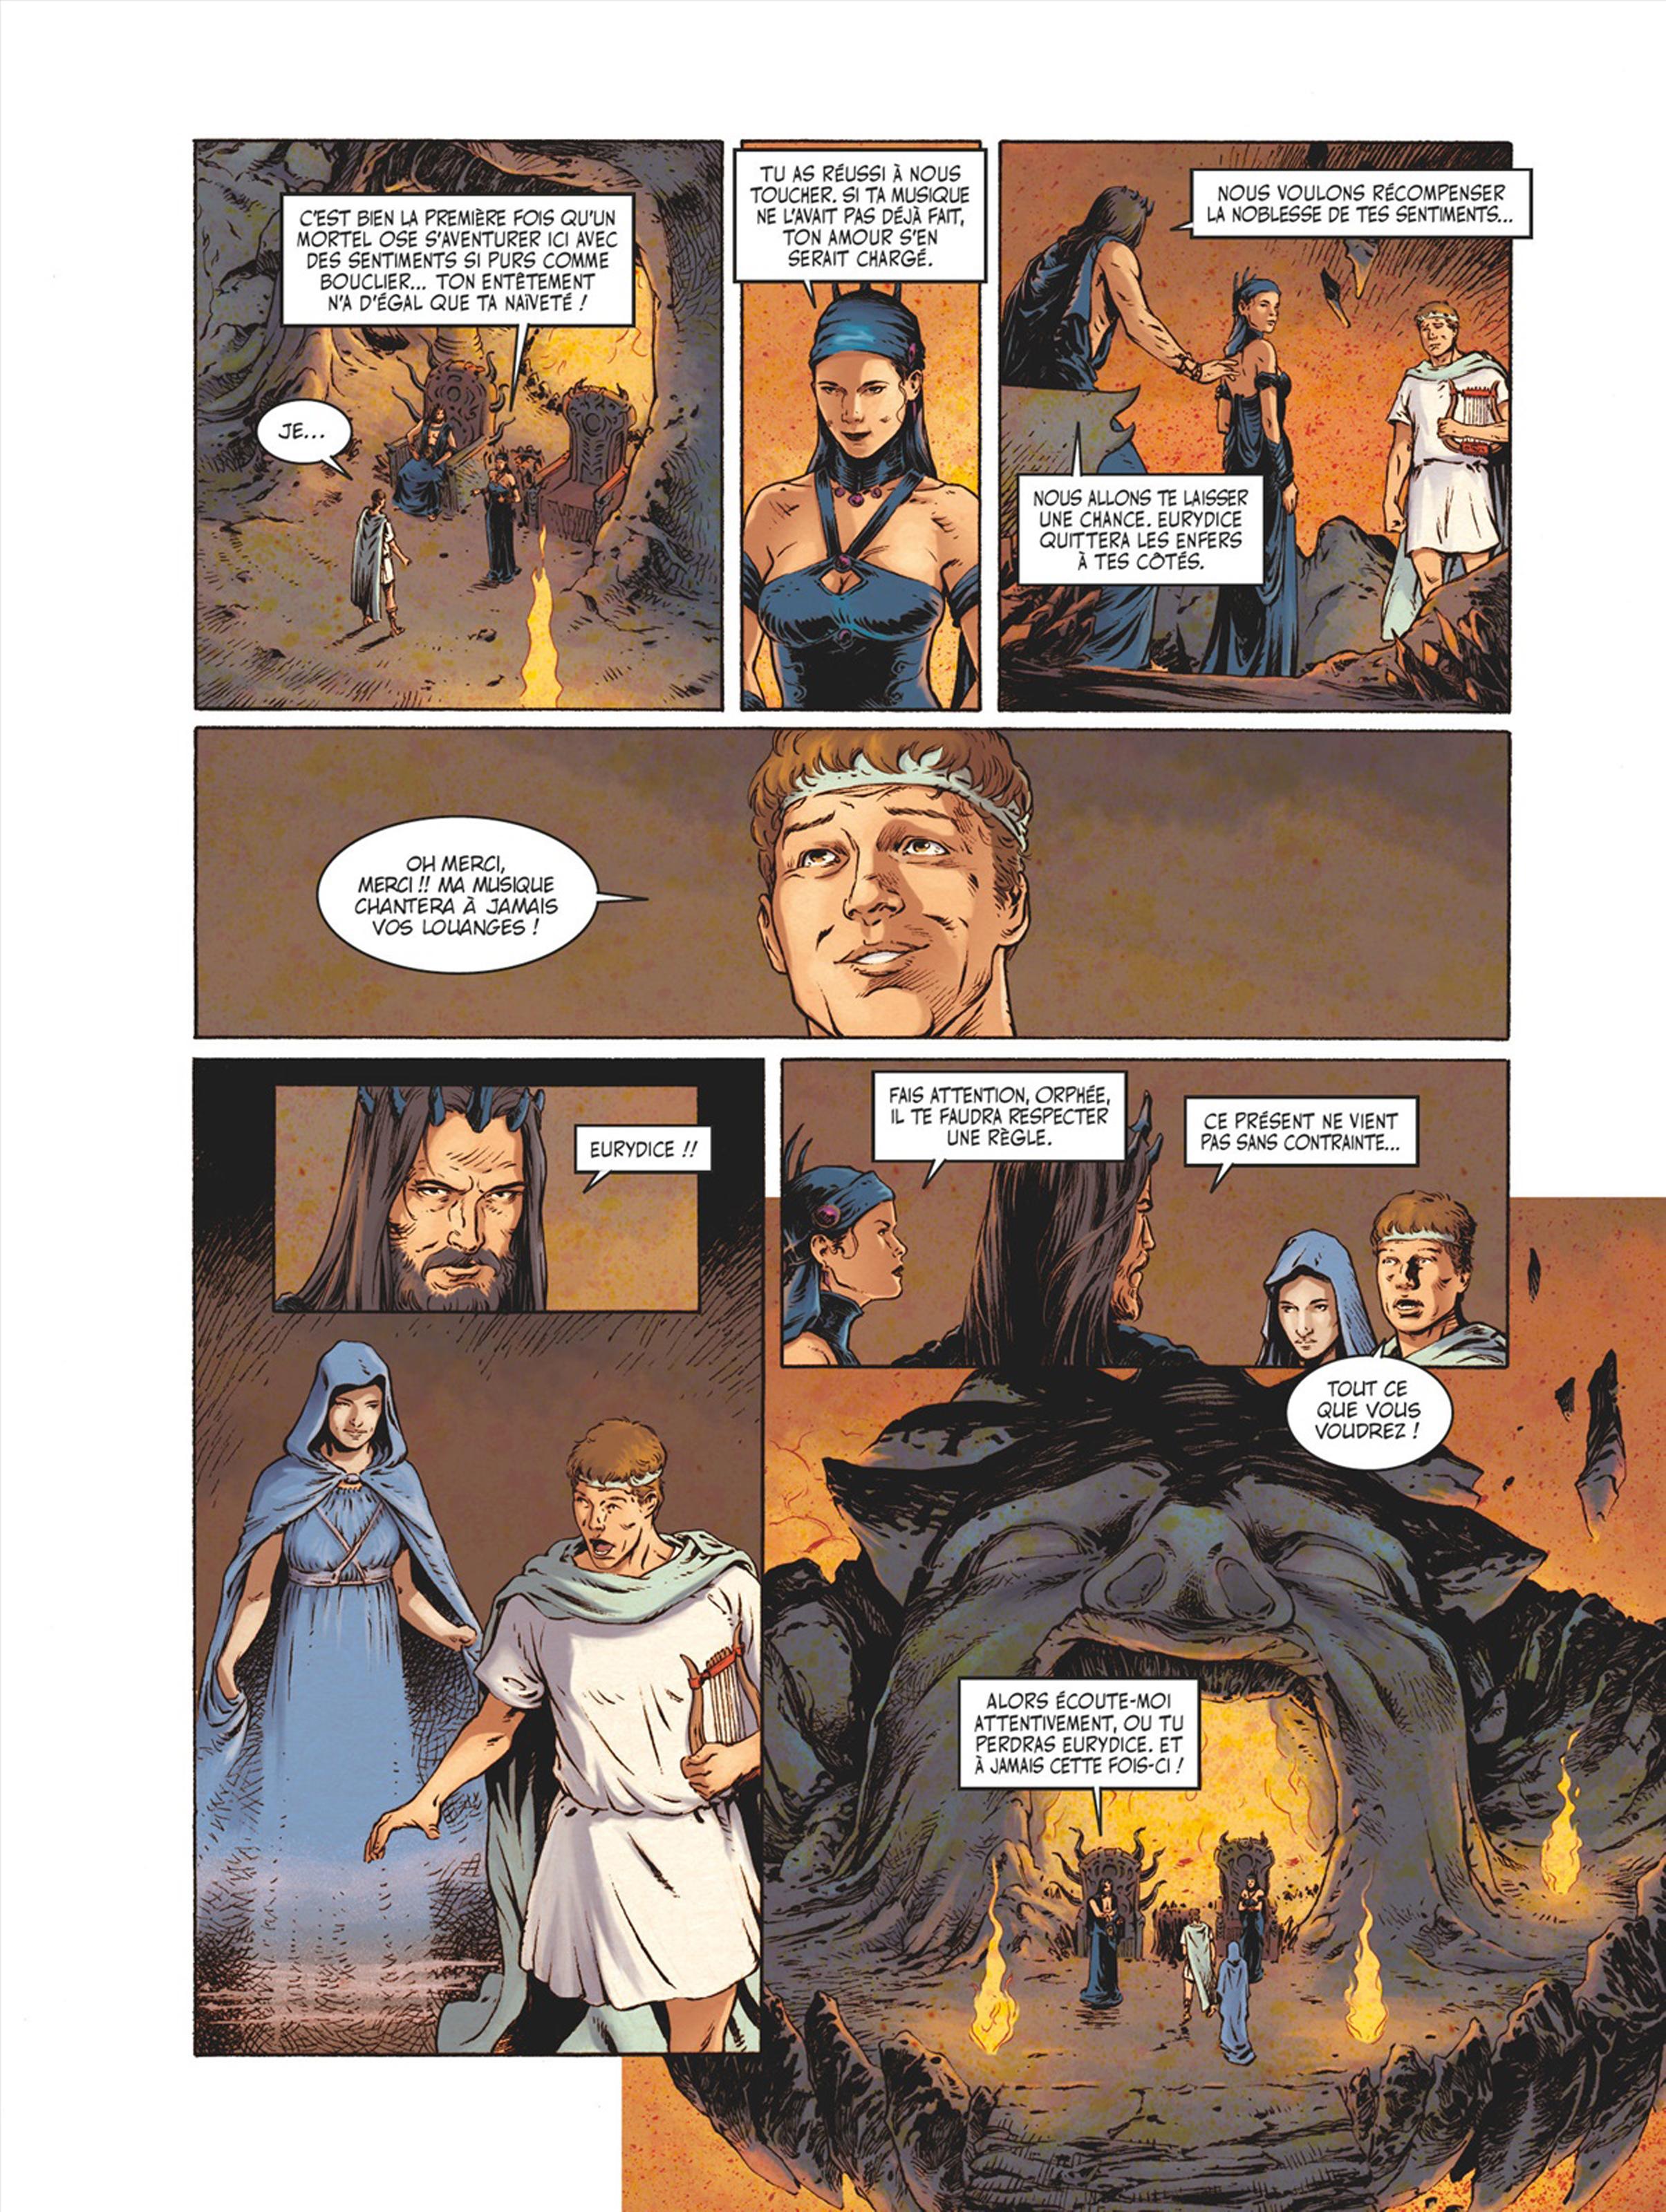 C'EST BIEN LA PREMIÈRE FOIS QU'UN
MORTEL OSE S'AVENTURER ICI AVEC
DES SENTIMENTS SI PURS COMME
BOUCLIER... TON ENTÊTEMENT
N'A D'ÉGAL QUE TA NAÏVETÉ !
JE...
TU AS RÉUSSI À NOUS
TOUCHER. SI TA MUSIQUE
NE L'AVAIT PAS DÉJÀ FAIT,
TON AMOUR S'EN
SERAIT CHARGÉ.
NOUS VOULONS RÉCOMPENSER
LA NOBLESSE DE TES SENTIMENTS...
NOUS ALLONS TE LAISSER
UNE CHANCE. EURYDICE
QUITTERA LES ENFERS
À TES CÔTÉS.
OH MERCI,
MERCI !! MA MUSIQUE
CHANTERA À JAMAIS
VOS LOUANGES !
EURYDICE !!
FAIS ATTENTION, ORPHÉE,
IL TE FAUDRA RESPECTER
UNE RÈGLE.
CE PRÉSENT NE VIENT
PAS SANS CONTRAINTE...
TOUT CE
QUE VOUS
VOUDREZ !
ALORS ÉCOUTE-MOI
ATTENTIVEMENT, OU TU
PERDRAS EURYDICE. ET
À JAMAIS CETTE FOIS-CI !